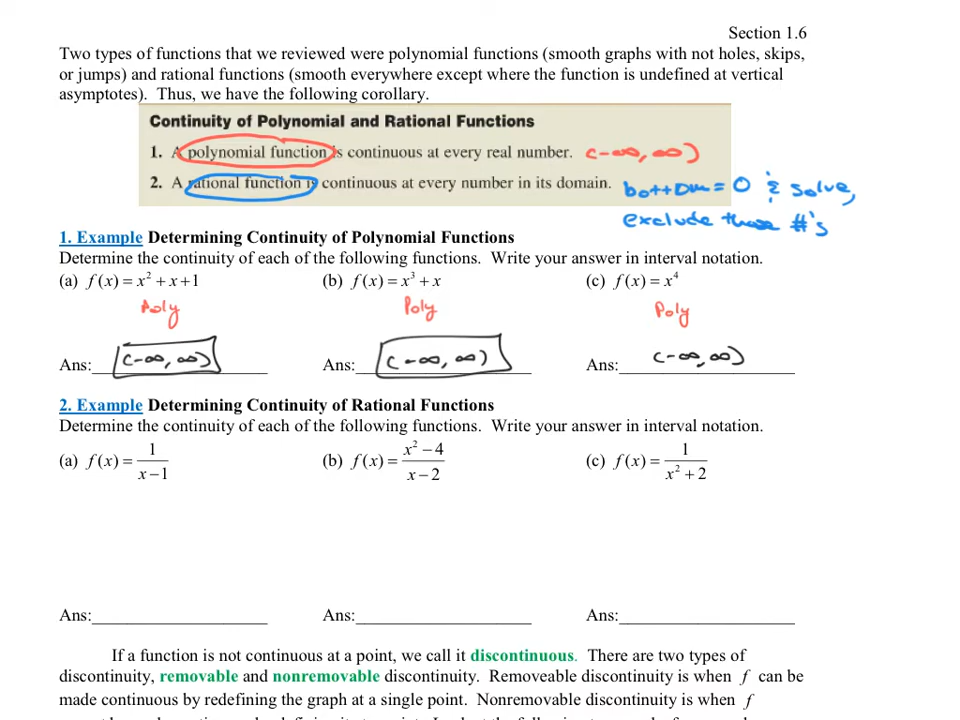 Section 1.6
Two types of functions that we reviewed were polynomial functions (smooth graphs with not holes, skips,
or jumps) and rational functions (smooth everywhere except where the function is undefined at vertical
asymptotes). Thus, we have the following corollary.
Continuity of Polynomial and Rational Functions
1. A polynomial function is continuous at every real number. (-∞, ∞)
2. A rational function is continuous at every number in its domain. bottom = 0 & solve,
exclude those #'s
1. Example Determining Continuity of Polynomial Functions
Determine the continuity of each of the following functions. Write your answer in interval notation.
(a) f(x) = x² + x + 1 (b) f(x) = x³ + x (c) f(x) = x⁴
Poly Poly Poly
Ans: (-∞, ∞) Ans: (-∞, ∞) Ans: (-∞, ∞)
2. Example Determining Continuity of Rational Functions
Determine the continuity of each of the following functions. Write your answer in interval notation.
(a) f(x) = 1/(x − 1) (b) f(x) = (x² − 4)/(x − 2) (c) f(x) = 1/(x² + 2)
Ans:____________________ Ans:____________________ Ans:____________________
If a function is not continuous at a point, we call it discontinuous. There are two types of
discontinuity, removable and nonremovable discontinuity. Removeable discontinuity is when f can be
made continuous by redefining the graph at a single point. Nonremovable discontinuity is when f